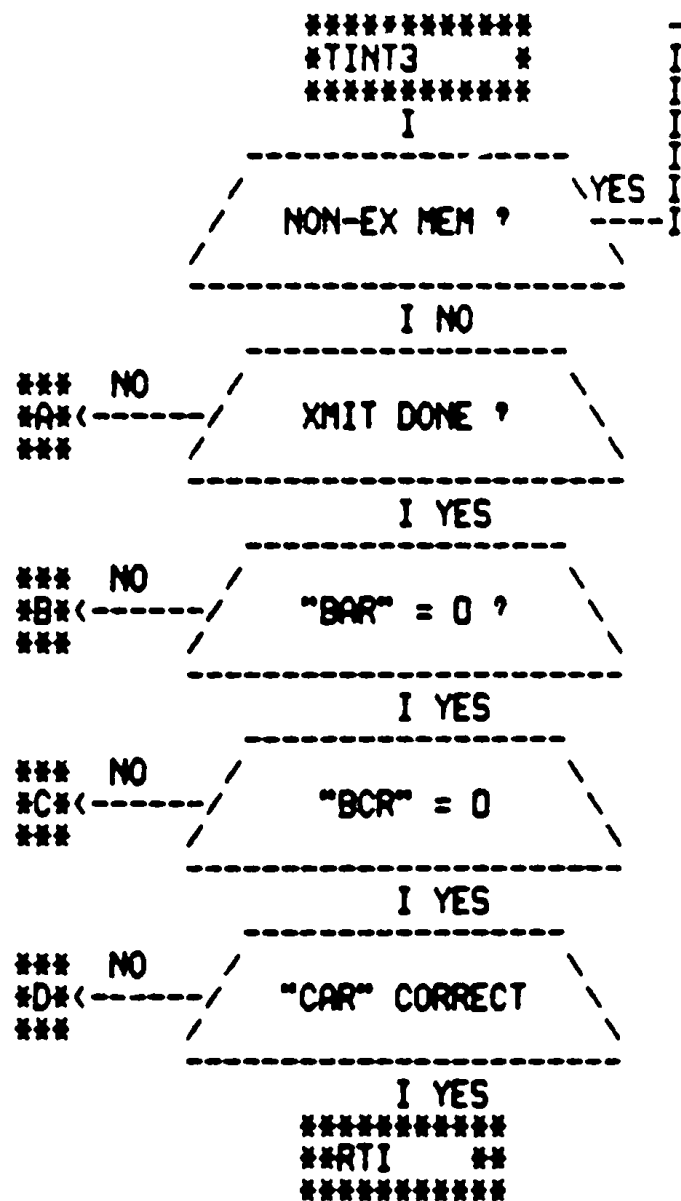 ************
*TINT3     *
************
I
NON-EX MEM ?
YES
I NO
XMIT DONE ?
NO
***
*A*<-------
***
I YES
"BAR" = 0 ?
NO
***
*B*<-------
***
I YES
"BCR" = 0
NO
***
*C*<-------
***
I YES
"CAR" CORRECT
NO
***
*D*<-------
***
I YES
***********
**RTI    **
***********